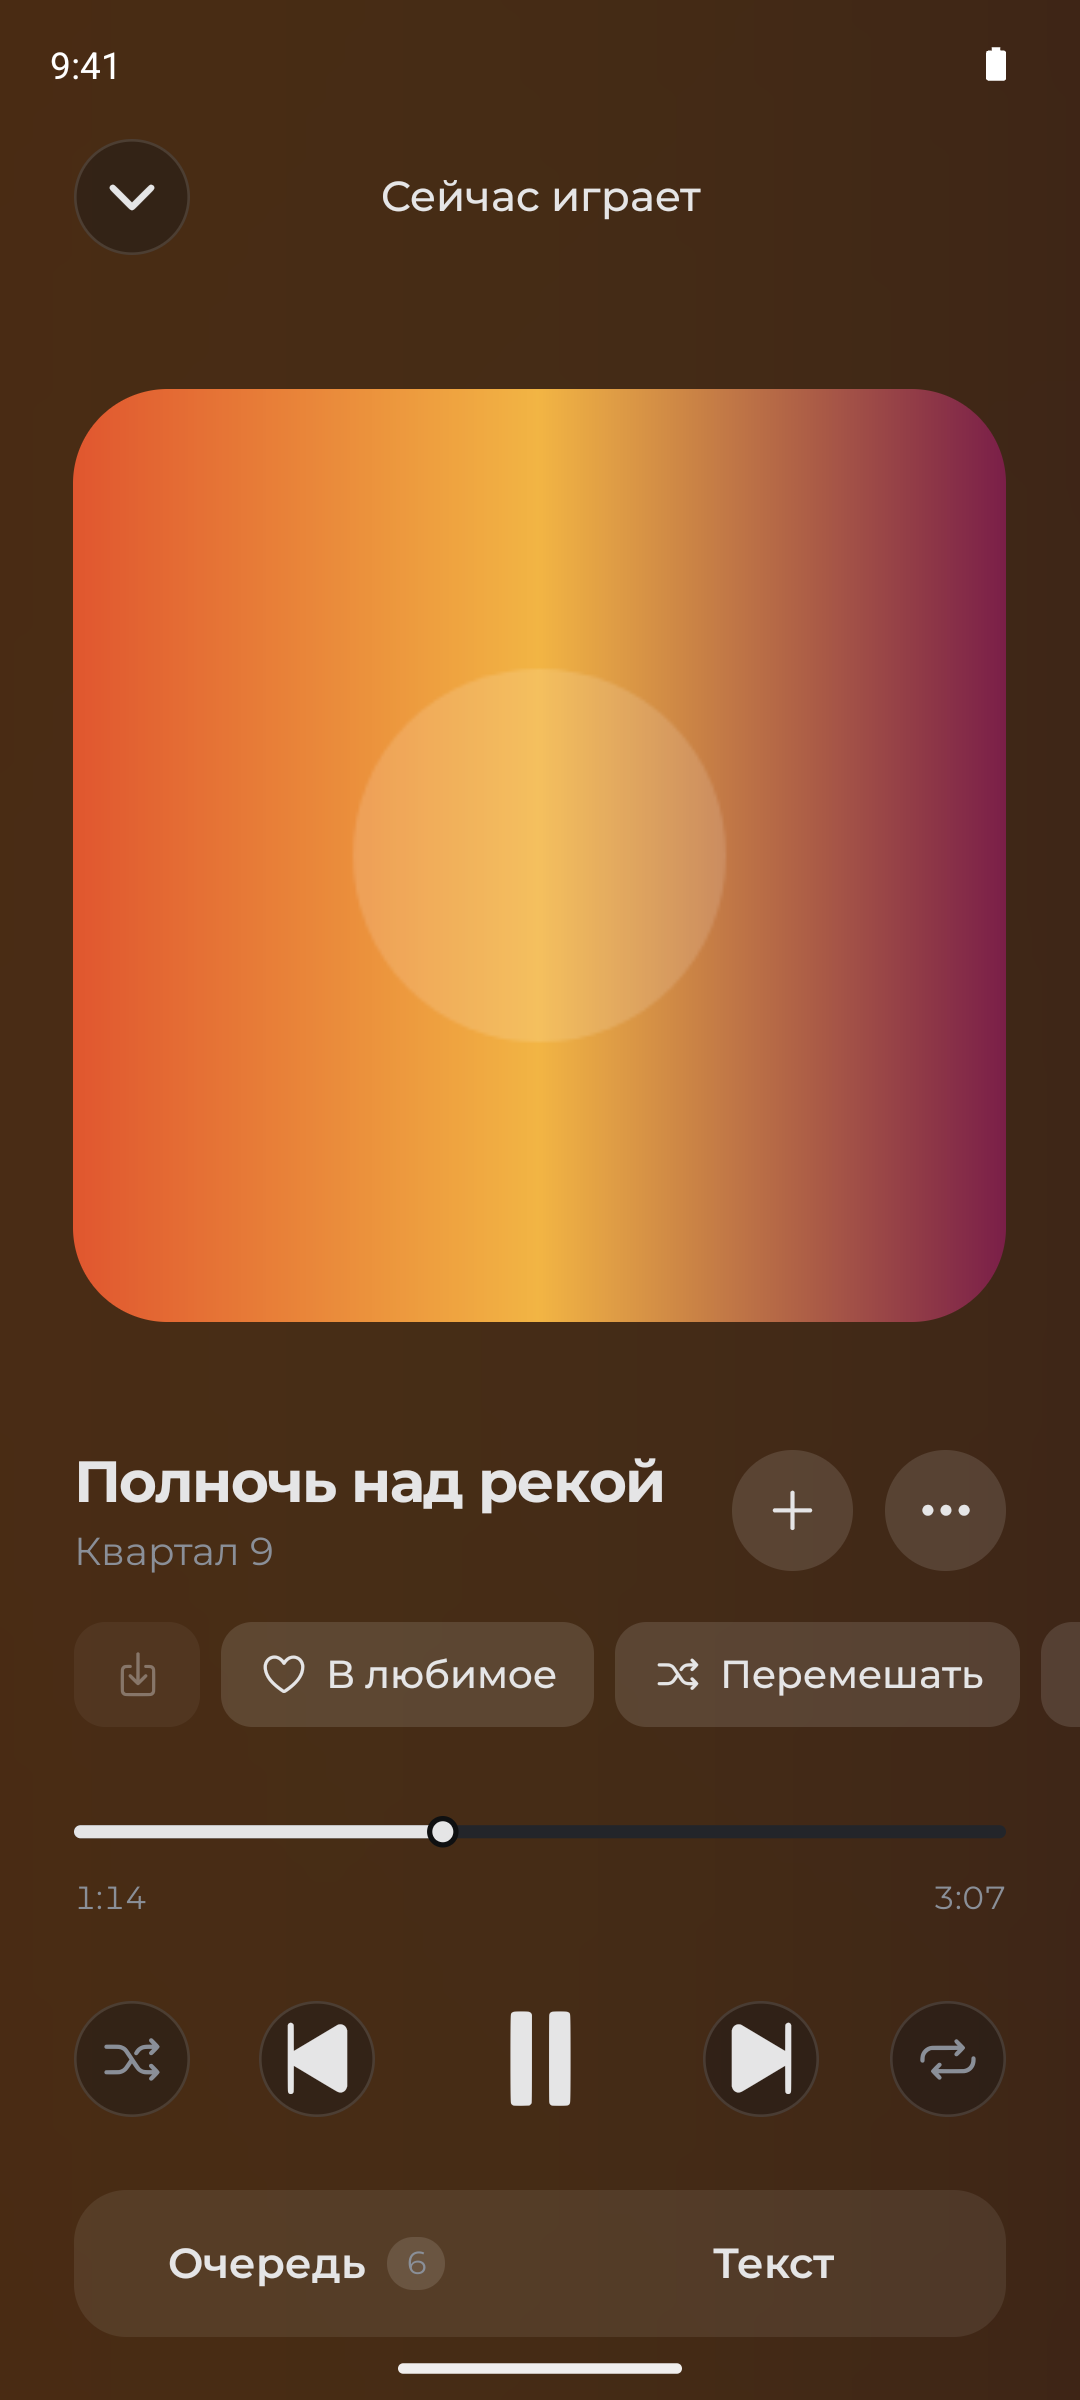 9:41
Сейчас играет
Полночь над рекой
Квартал 9
В любимое
Перемешать
1:14
3:07
Очередь 6
Текст